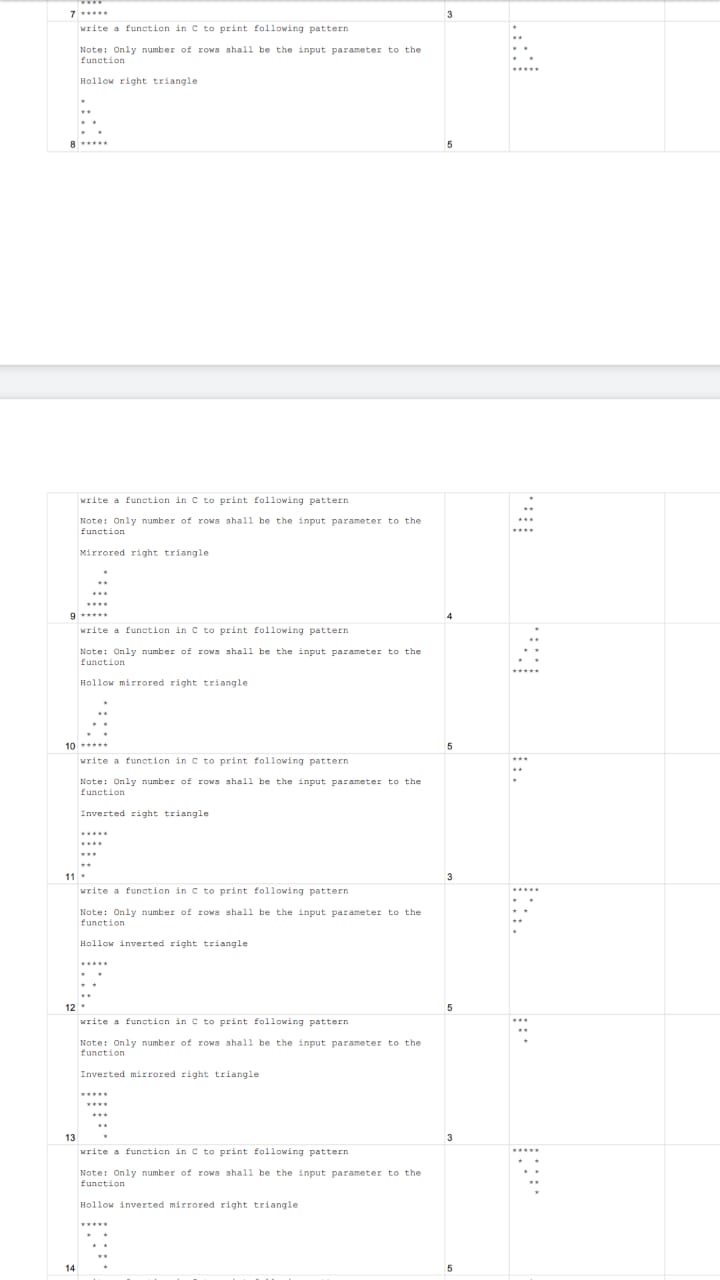 ****
7 ***** 3
write a function in C to print following pattern
Note: Only number of rows shall be the input parameter to the
function
Hollow right triangle
*
**
* *
*  *
8 ***** 5
*
**
* *
*  *
*****
write a function in C to print following pattern
Note: Only number of rows shall be the input parameter to the
function
Mirrored right triangle
    *
   **
  ***
 ****
9 ***** 4
   *
  **
 ***
****
write a function in C to print following pattern
Note: Only number of rows shall be the input parameter to the
function
Hollow mirrored right triangle
    *
   **
  * *
 *  *
10 ***** 5
    *
   **
  * *
 *  *
*****
write a function in C to print following pattern
Note: Only number of rows shall be the input parameter to the
function
Inverted right triangle
*****
****
***
**
11 * 3
***
**
*
write a function in C to print following pattern
Note: Only number of rows shall be the input parameter to the
function
Hollow inverted right triangle
*****
*  *
* *
**
12 * 5
*****
*  *
* *
**
*
write a function in C to print following pattern
Note: Only number of rows shall be the input parameter to the
function
Inverted mirrored right triangle
*****
 ****
  ***
   **
13     * 3
***
 **
  *
write a function in C to print following pattern
Note: Only number of rows shall be the input parameter to the
function
Hollow inverted mirrored right triangle
*****
 *  *
  * *
   **
14     * 5
*****
 *  *
  * *
   **
    *